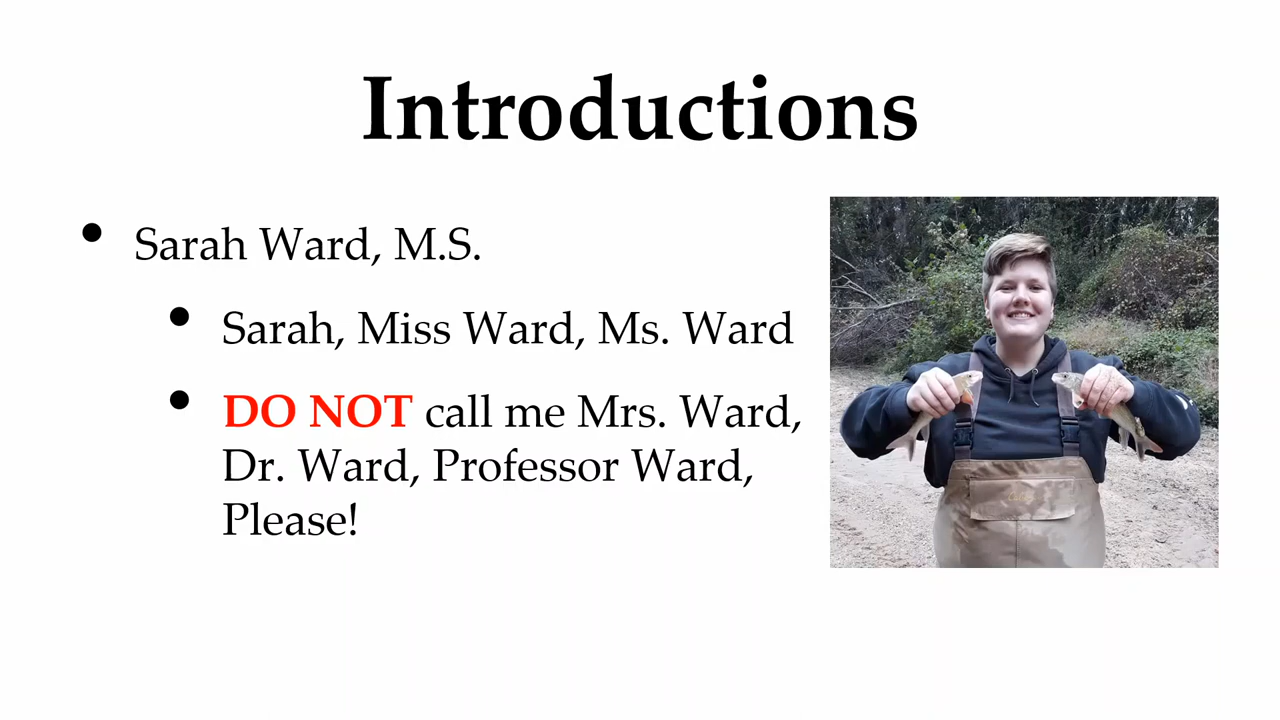 Introductions
• Sarah Ward, M.S.
• Sarah, Miss Ward, Ms. Ward
• DO NOT call me Mrs. Ward,
Dr. Ward, Professor Ward,
Please!